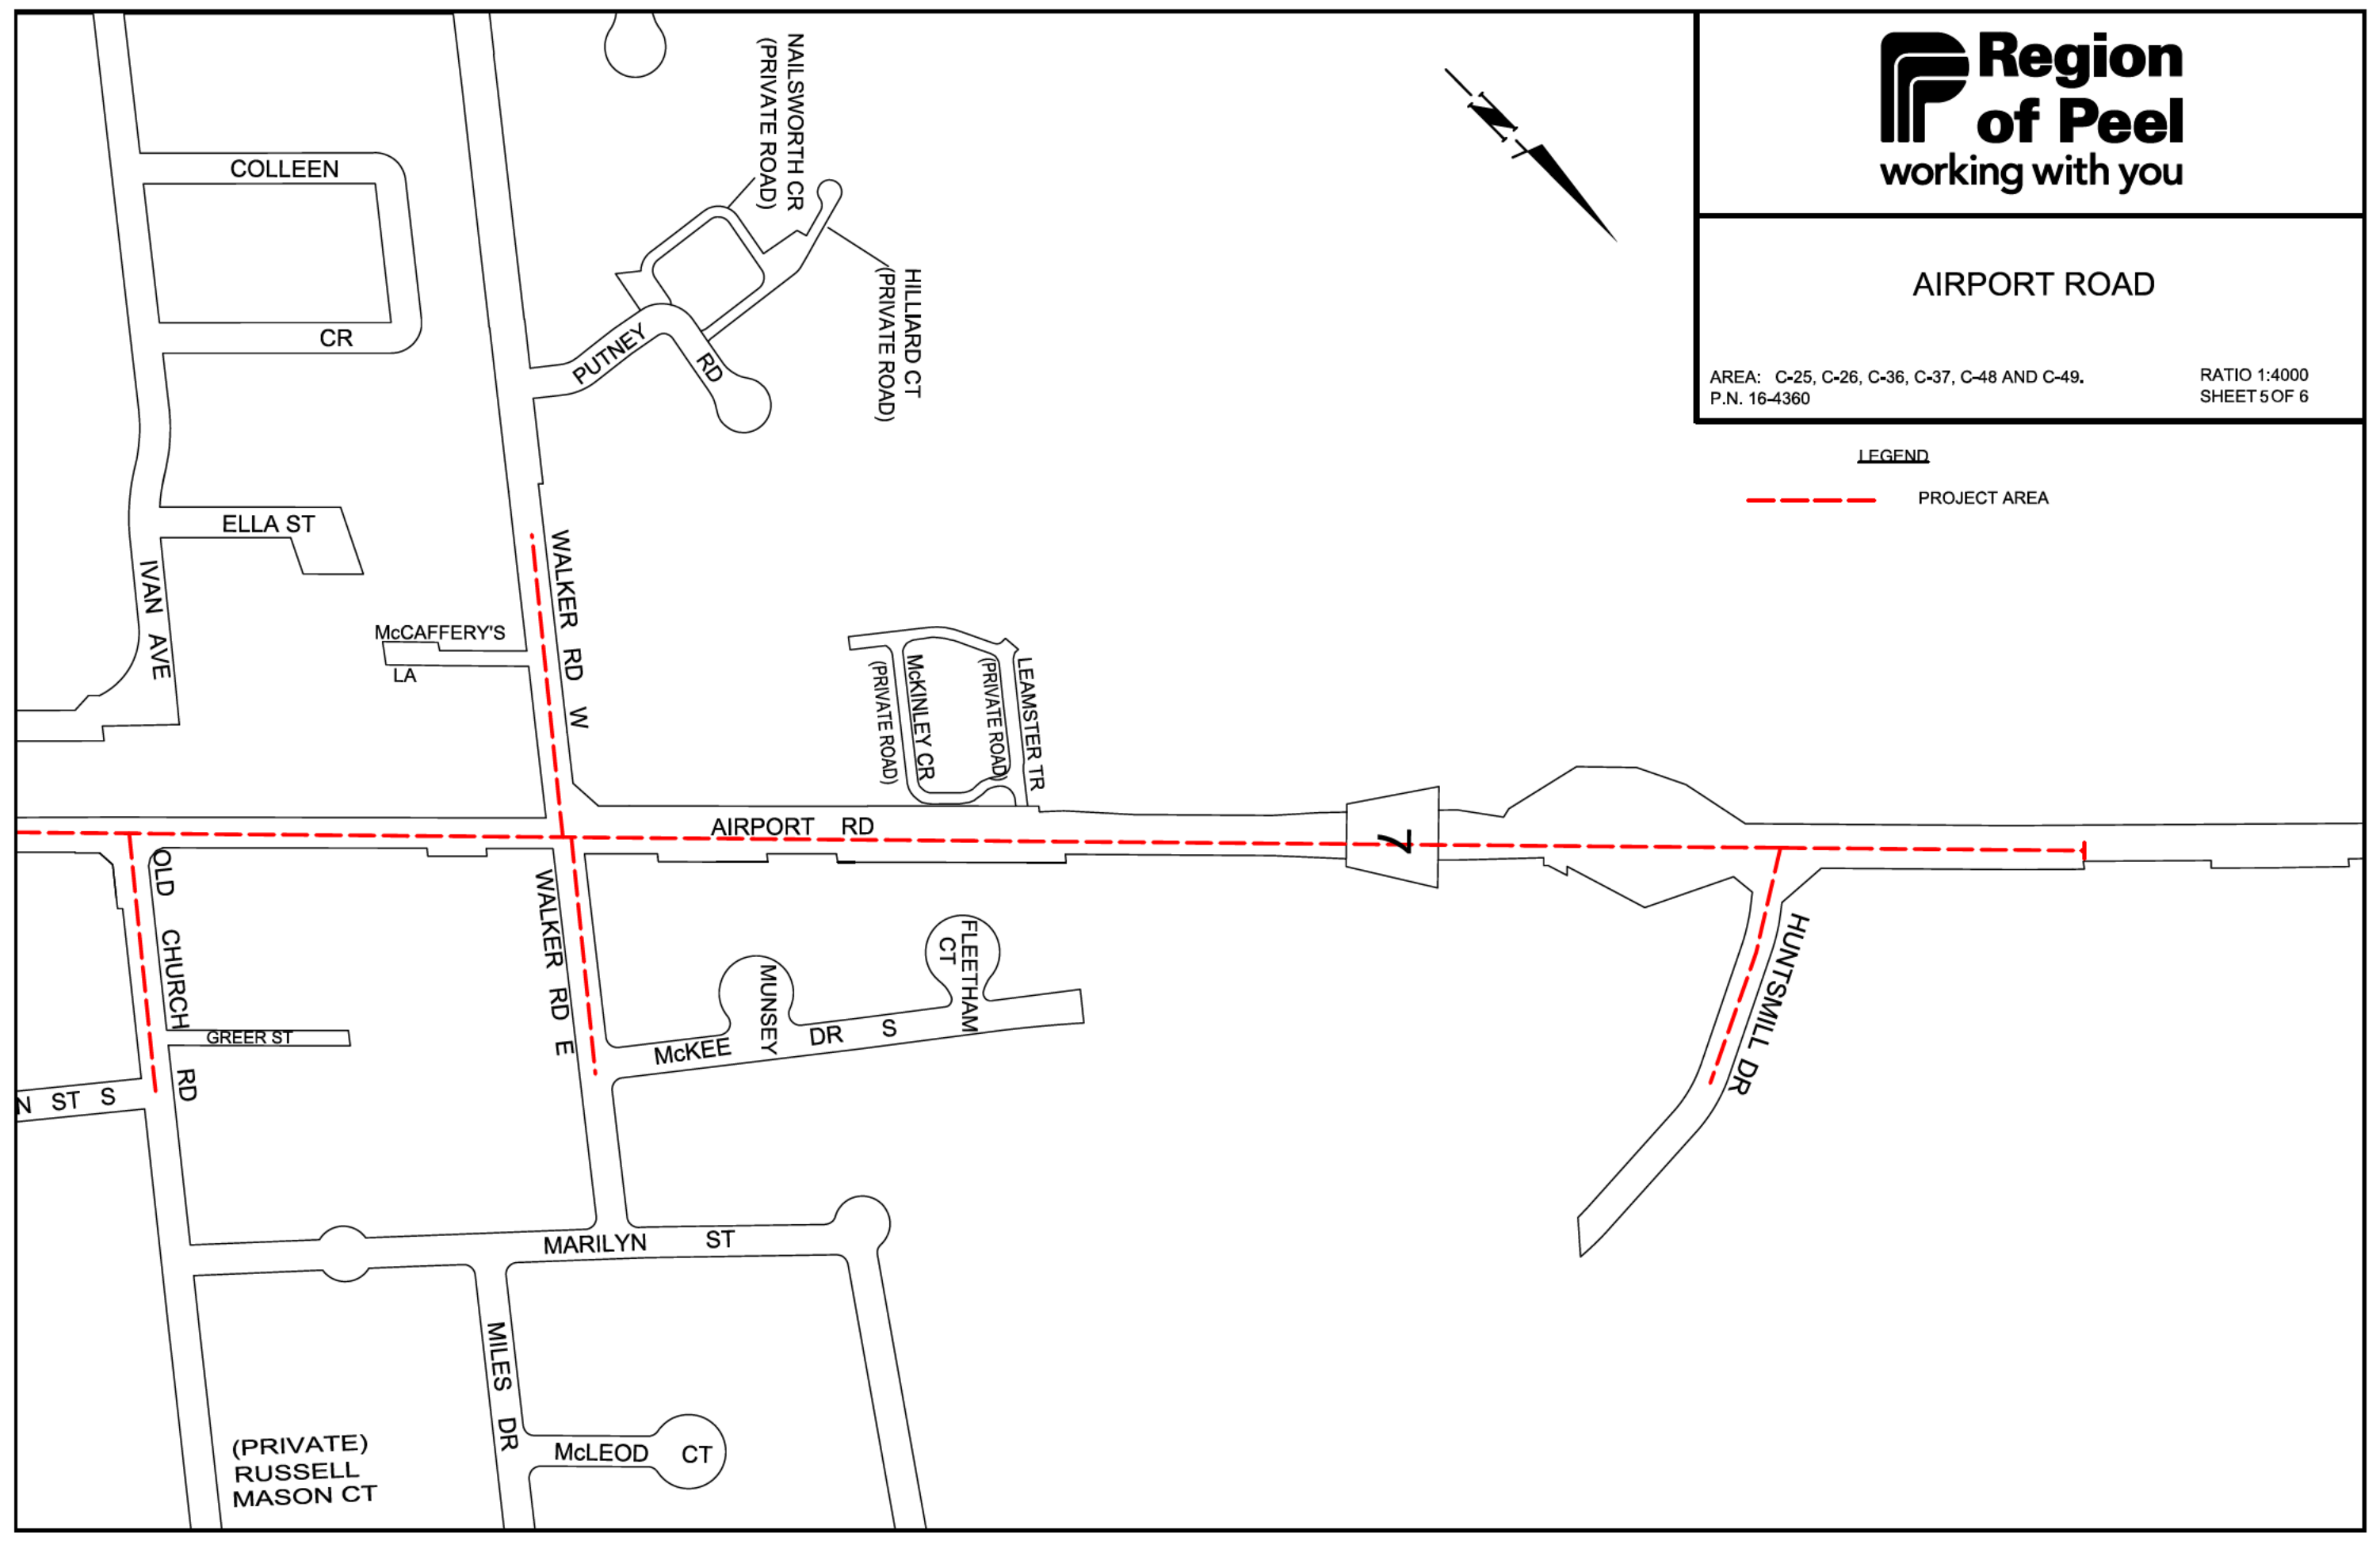 Region
of Peel
working with you
AIRPORT ROAD
AREA: C-25, C-26, C-36, C-37, C-48 AND C-49.
P.N. 16-4360
RATIO 1:4000
SHEET 5 OF 6
LEGEND
PROJECT AREA
N
COLLEEN
CR
NAILSWORTH CR
(PRIVATE ROAD)
HILLIARD CT
(PRIVATE ROAD)
PUTNEY
RD
ELLA ST
IVAN AVE
WALKER RD W
McCAFFERY'S
LA
McKINLEY CR
(PRIVATE ROAD)
LEAMSTER TR
(PRIVATE ROAD)
AIRPORT RD
7
OLD CHURCH RD
WALKER RD E
GREER ST
N ST S
McKEE DR S
MUNSEY
FLEETHAM
CT
HUNTSMILL DR
MARILYN ST
MILES DR
McLEOD CT
(PRIVATE)
RUSSELL
MASON CT